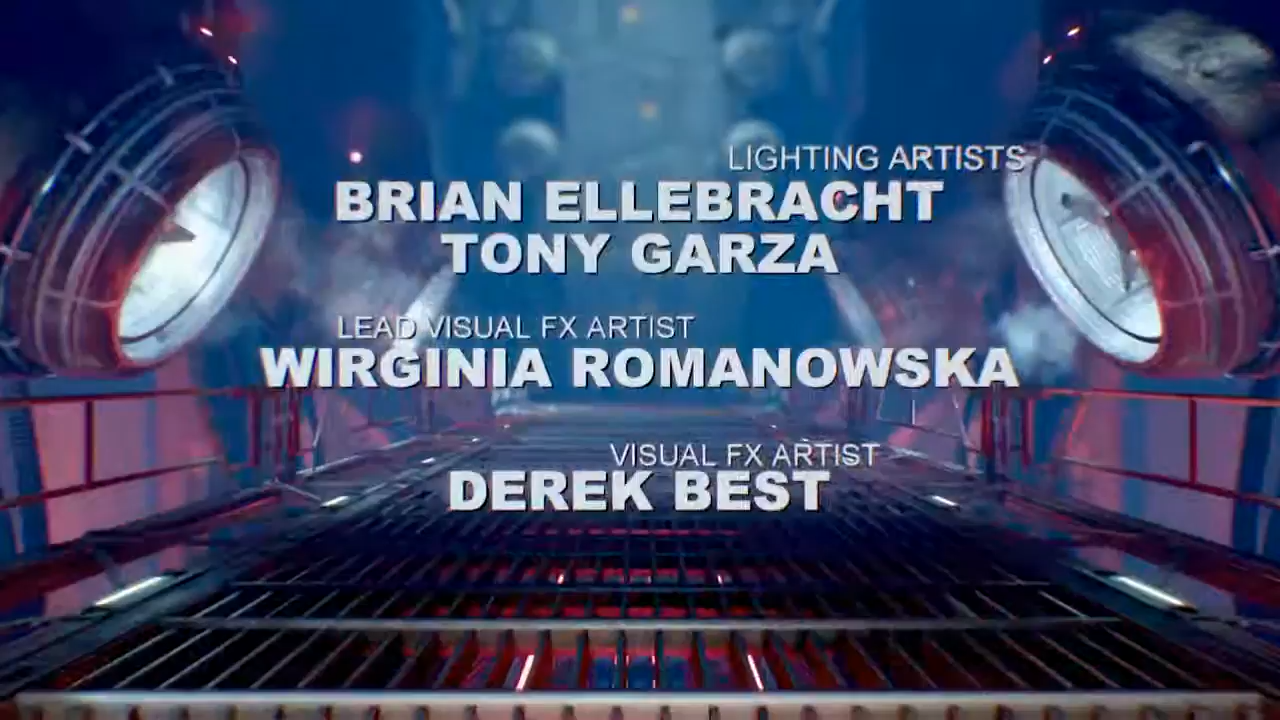 LIGHTING ARTISTS
BRIAN ELLEBRACHT
TONY GARZA
LEAD VISUAL FX ARTIST
WIRGINIA ROMANOWSKA
VISUAL FX ARTIST
DEREK BEST